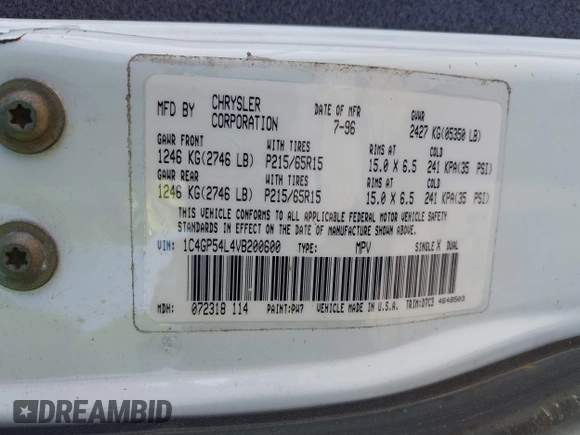 MFD BY CHRYSLER CORPORATION DATE OF MFR 7-96 GVWR 2427 KG(05350 LB)
GAWR FRONT WITH TIRES RIMS AT COLD
1246 KG(2746 LB) P215/65R15 15.0 X 6.5 241 KPA(35 PSI)
GAWR REAR WITH TIRES RIMS AT COLD
1246 KG(2746 LB) P215/65R15 15.0 X 6.5 241 KPA(35 PSI)
THIS VEHICLE CONFORMS TO ALL APPLICABLE FEDERAL MOTOR VEHICLE SAFETY
STANDARDS IN EFFECT ON THE DATE OF MANUFACTURE SHOWN ABOVE.
VIN: 1C4GP54L4VB200600 TYPE: MPV SINGLE X DUAL
MDH: 072318 114 PAINT:PW7 VEHICLE MADE IN U.S.A. TRIM:D7C3 4648503
DREAMBID